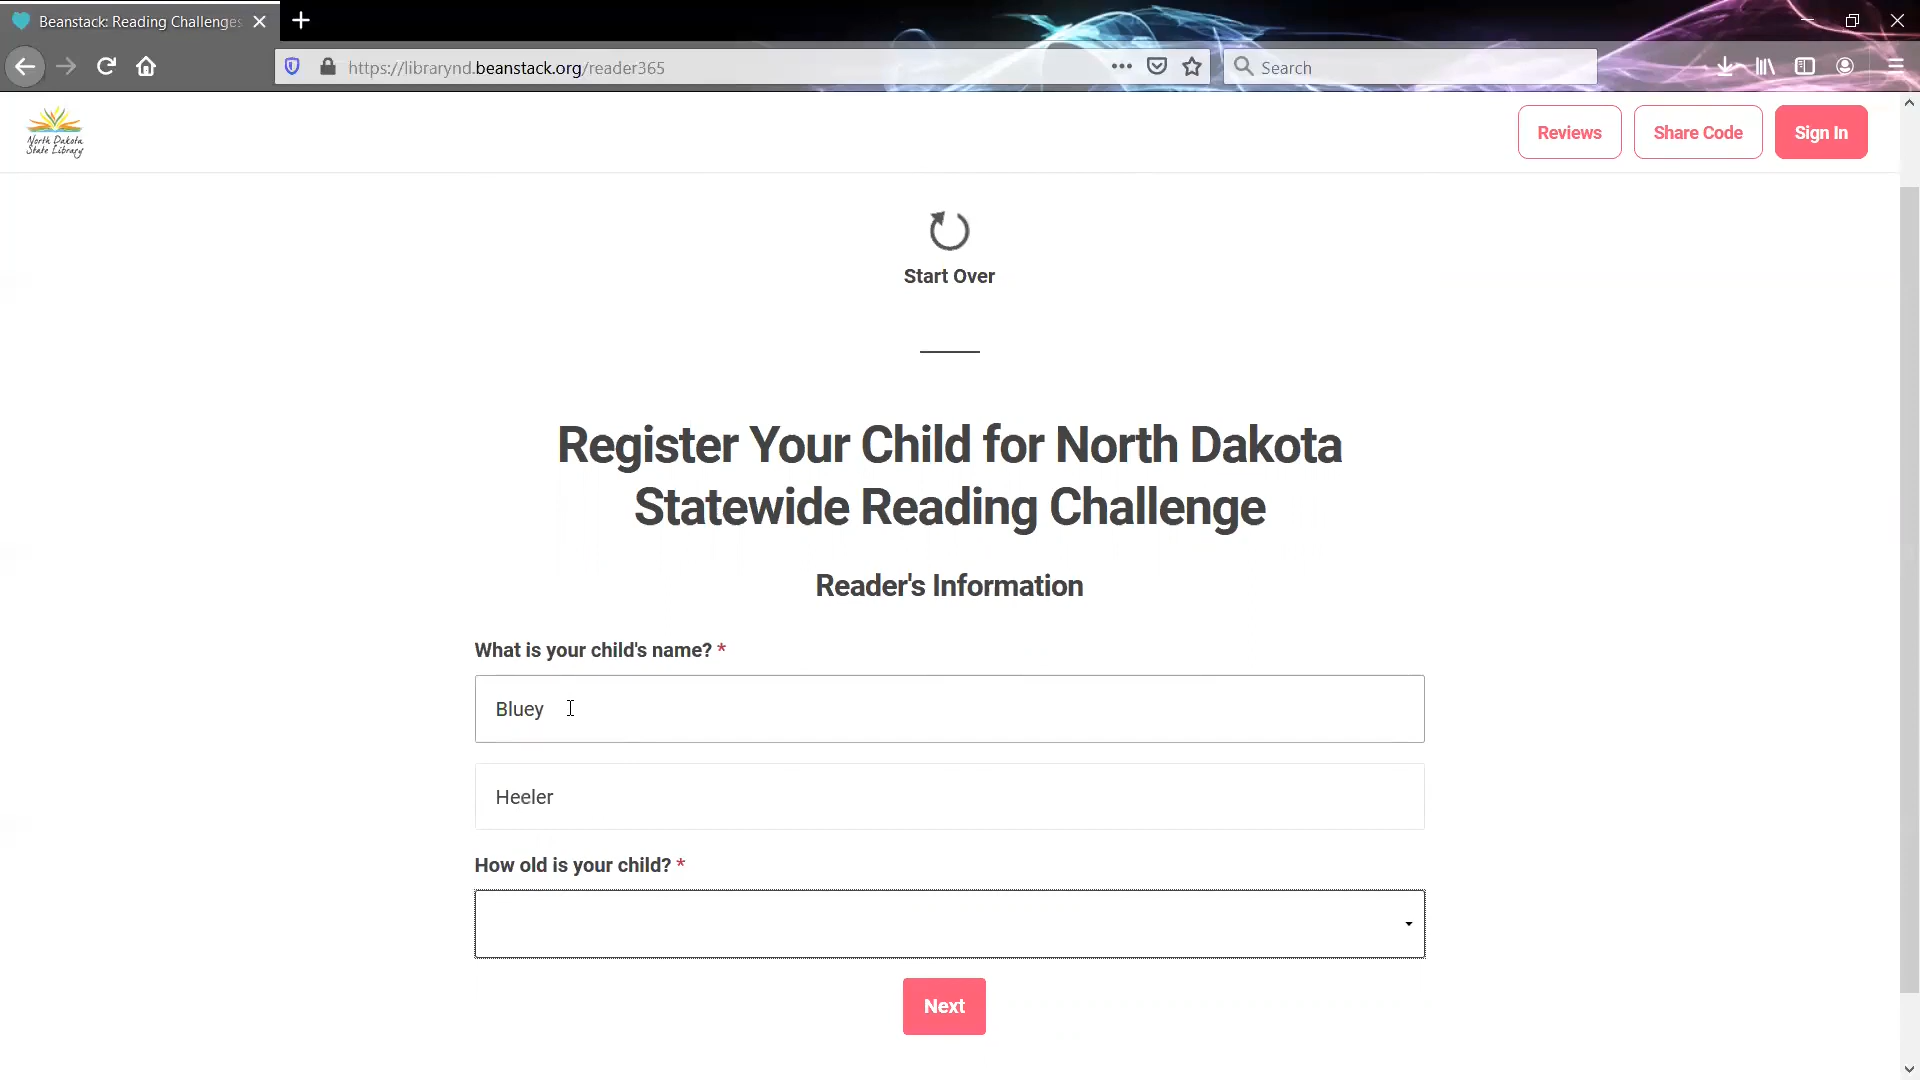 Beanstack: Reading Challenges
https://librarynd.beanstack.org/reader365
Search
North Dakota
State Library
Reviews
Share Code
Sign In
Start Over
Register Your Child for North Dakota
Statewide Reading Challenge
Reader's Information
What is your child's name? *
Bluey
Heeler
How old is your child? *
Next